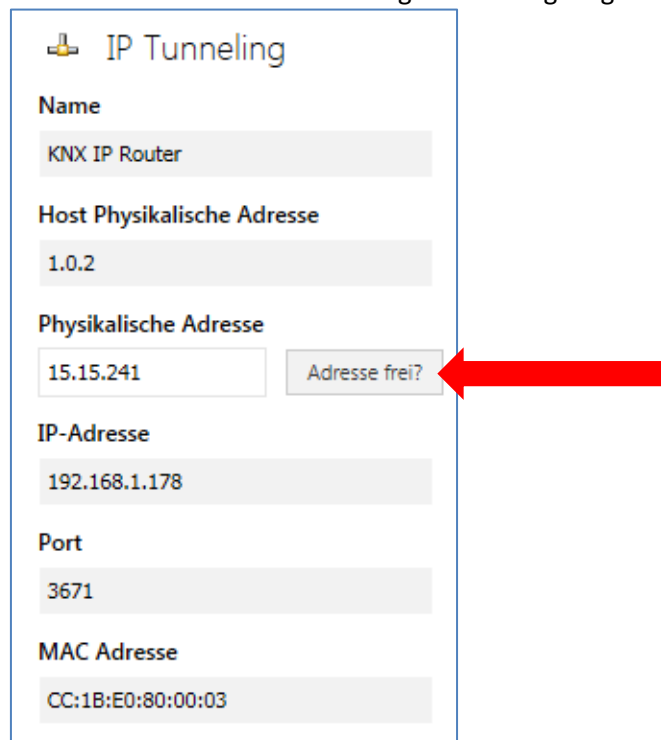 IP Tunneling
Name
KNX IP Router
Host Physikalische Adresse
1.0.2
Physikalische Adresse
15.15.241 Adresse frei?
IP-Adresse
192.168.1.178
Port
3671
MAC Adresse
CC:1B:E0:80:00:03